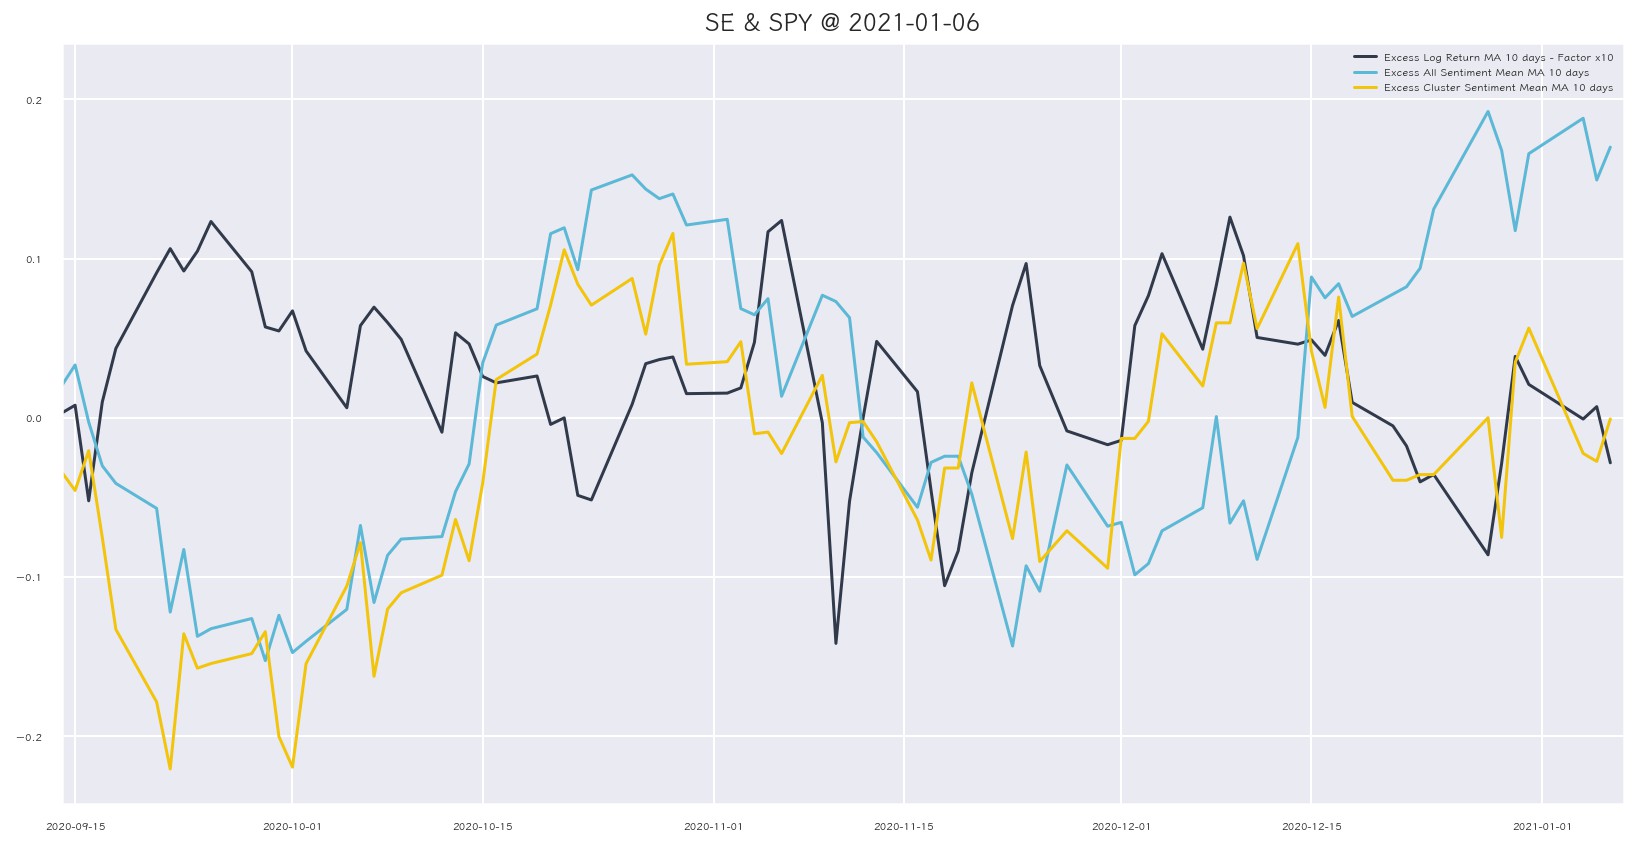 SE & SPY @ 2021-01-06
Excess Log Return MA 10 days - Factor x10
Excess All Sentiment Mean MA 10 days
Excess Cluster Sentiment Mean MA 10 days
0.2
0.1
0.0
−0.1
−0.2
2020-09-15 2020-10-01 2020-10-15 2020-11-01 2020-11-15 2020-12-01 2020-12-15 2021-01-01